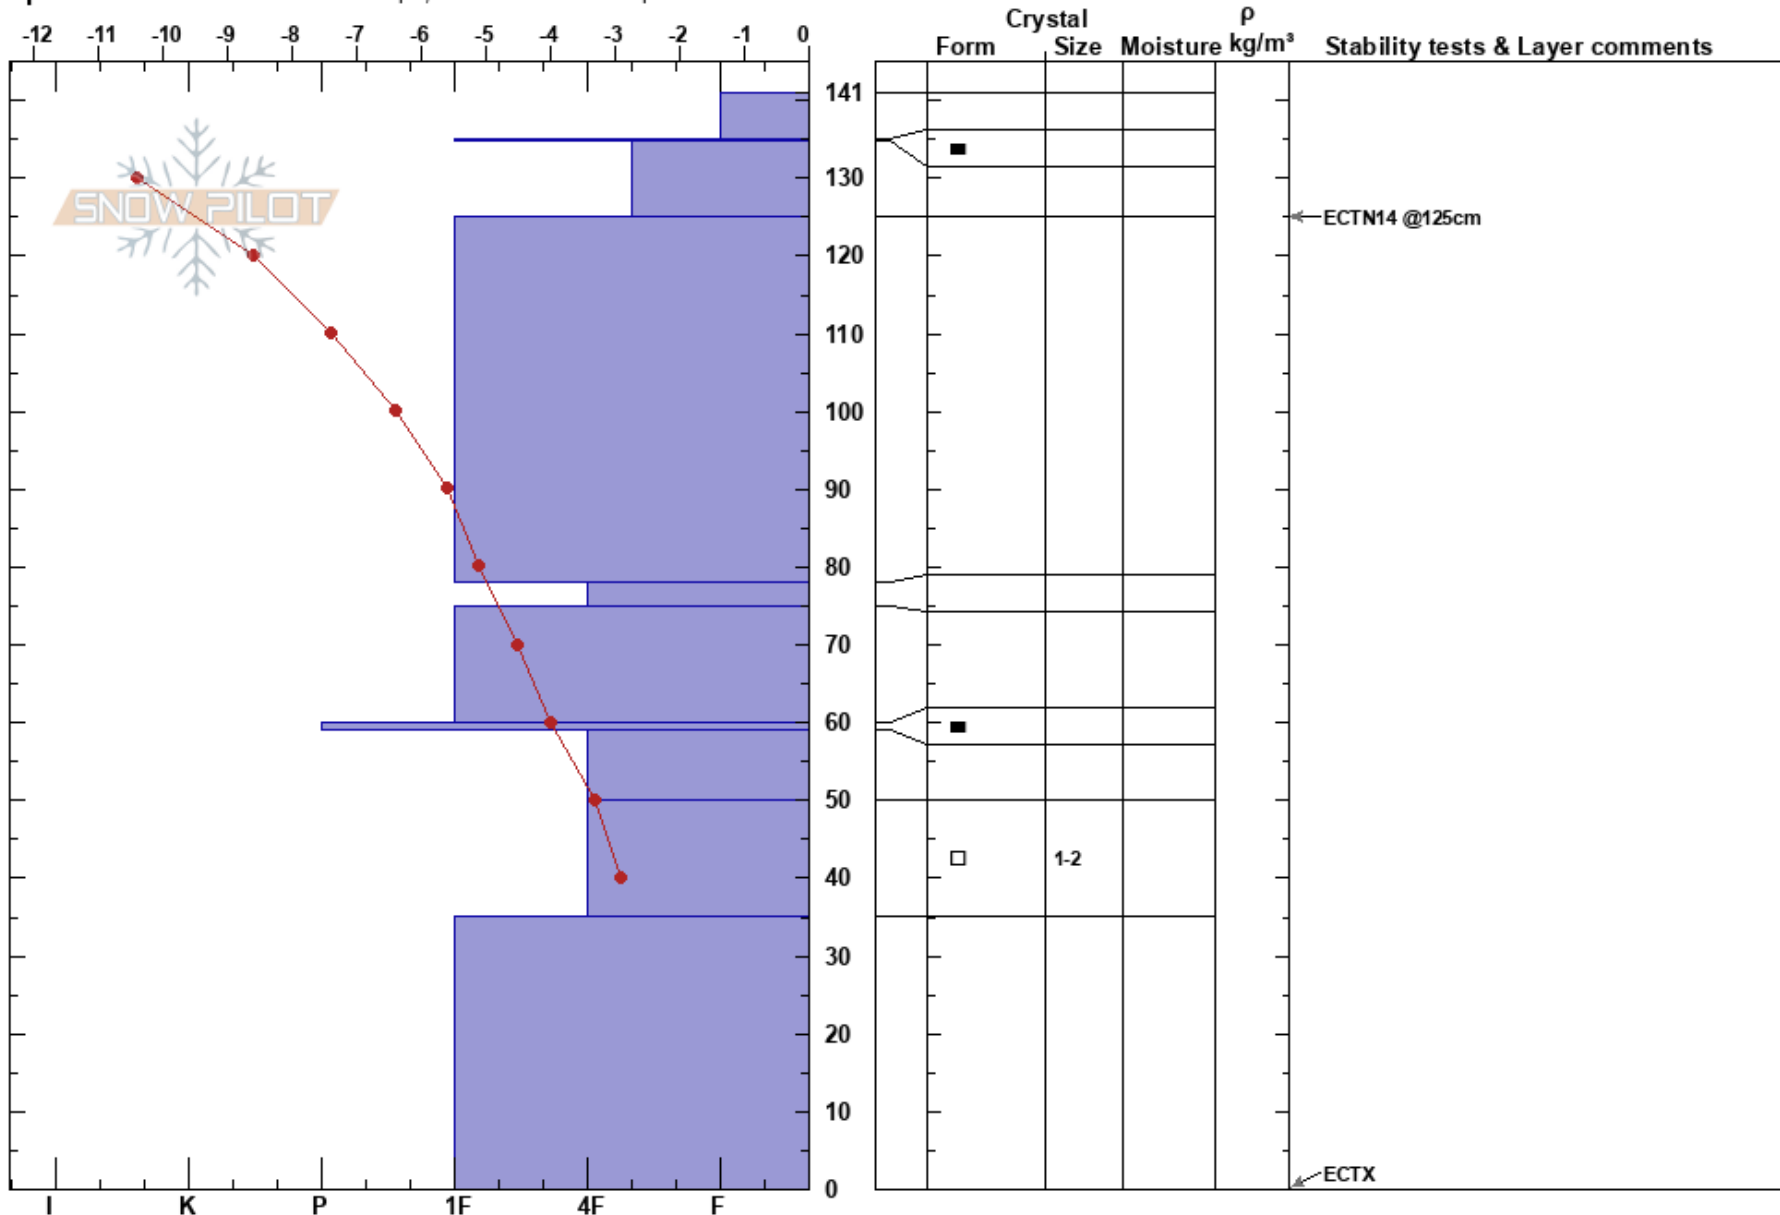 Crystal ρ
-12 -11 -10 -9 -8 -7 -6 -5 -4 -3 -2 -1 0
Form Size Moisture kg/m³ Stability tests & Layer comments
141
SNOW PILOT
130
ECTN14 @125cm
120
110
100
90
80
70
60
50
1-2
40
30
20
10
ECTX
0
I K P 1F 4F F